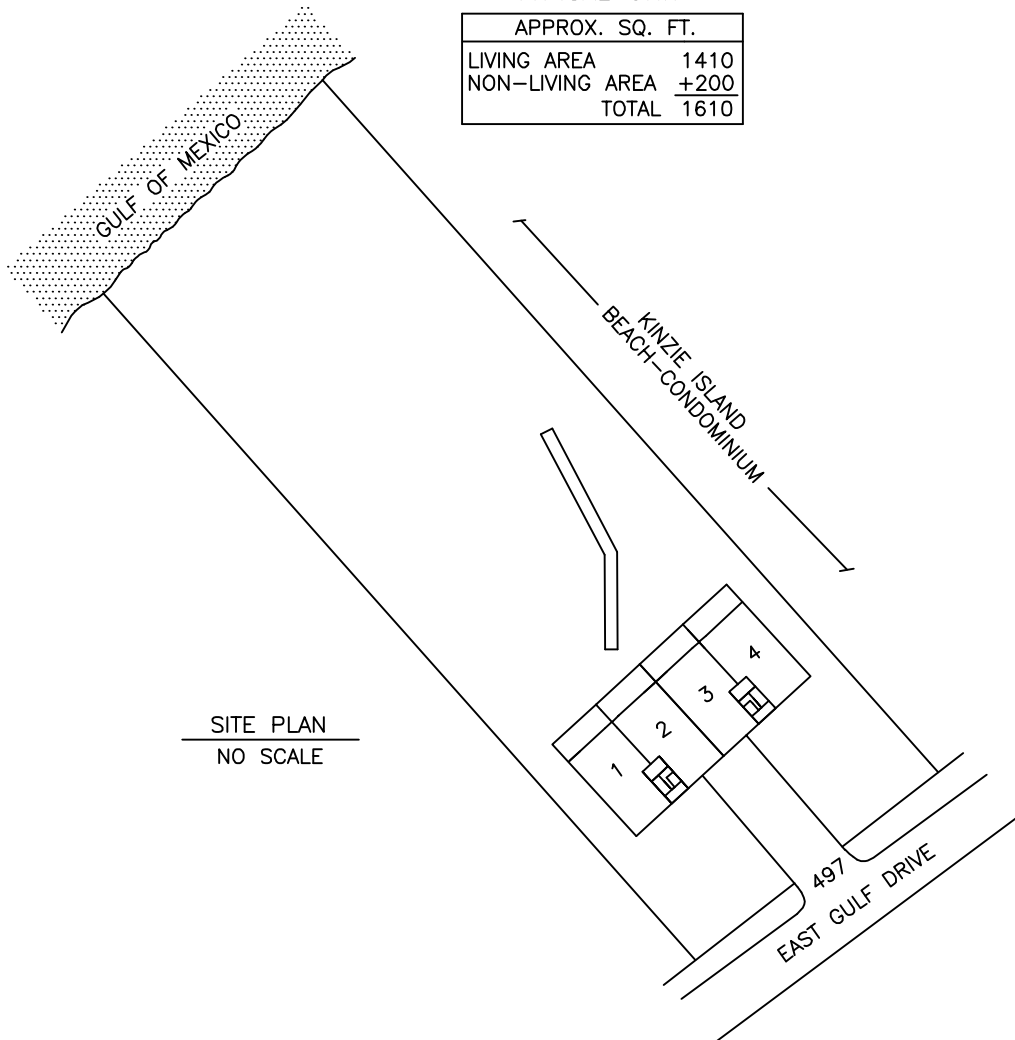 APPROX. SQ. FT.
LIVING AREA 1410
NON-LIVING AREA +200
TOTAL 1610
GULF OF MEXICO
KINZIE ISLAND
BEACH-CONDOMINIUM
4
3
2
1
SITE PLAN
NO SCALE
497
EAST GULF DRIVE